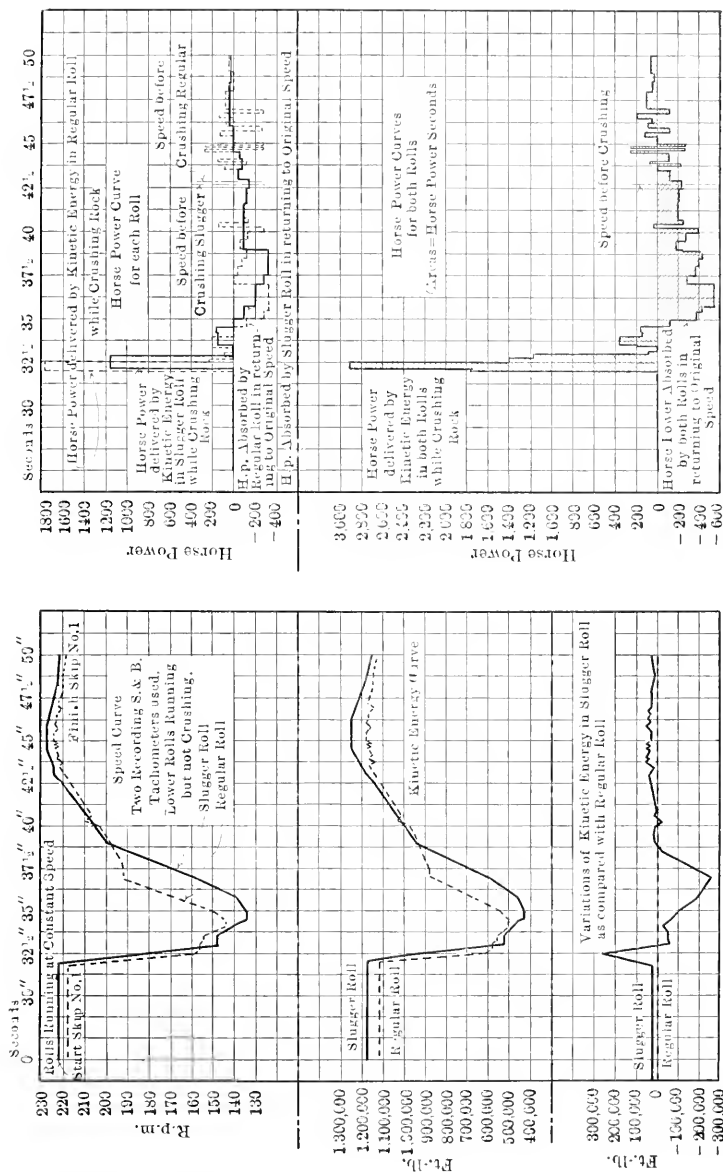 Seconds
0 30" 32½" 35" 37½" 40" 42½" 45" 47½" 50"
230
220
210
200
190
180
170
160
150
140
130
R.p.m.
Rolls Running at Constant Speed
Start Skip No.1
Finish Skip No.1
Speed Curve
Two Recording S. & B.
Tachometers used.
Lower Rolls Running
but not Crushing.
Slugger Roll
Regular Roll
1,300,000
1,200,000
1,100,000
1,000,000
900,000
800,000
700,000
600,000
500,000
400,000
Ft.-lb.
Slugger Roll
Regular Roll
Kinetic Energy Curve
300,000
200,000
100,000
0
-100,000
-200,000
-300,000
Ft.-lb.
Slugger Roll
Regular Roll
Variations of Kinetic Energy in Slugger Roll
as compared with Regular Roll
Seconds 30 32½ 35 37½ 40 42½ 45 47½ 50
1800
1600
1400
1200
1000
800
600
400
200
0
-200
-400
Horse Power
Horse Power delivered by Kinetic Energy in Regular Roll
while Crushing Rock
Horse Power Curve
for each Roll
Horse Power
delivered by
Kinetic Energy
in Slugger Roll
while Crushing
Rock
Speed before
Crushing Slugger
Speed before
Crushing Regular
H.p. Absorbed by
Regular Roll in return-
ing to Original Speed
H.p. Absorbed by Slugger Roll in returning to Original Speed
3,000
2,800
2,600
2,400
2,200
2,000
1,800
1,600
1,400
1,200
1,000
800
600
400
200
0
-200
-400
-600
Horse Power
Horse Power
delivered by
Kinetic Energy
in both Rolls
while Crushing
Rock
Horse Power Curves
for both Rolls
Areas=Horse Power Seconds
Speed before Crushing
Horse Power Absorbed
by both Rolls in
returning to Original
Speed